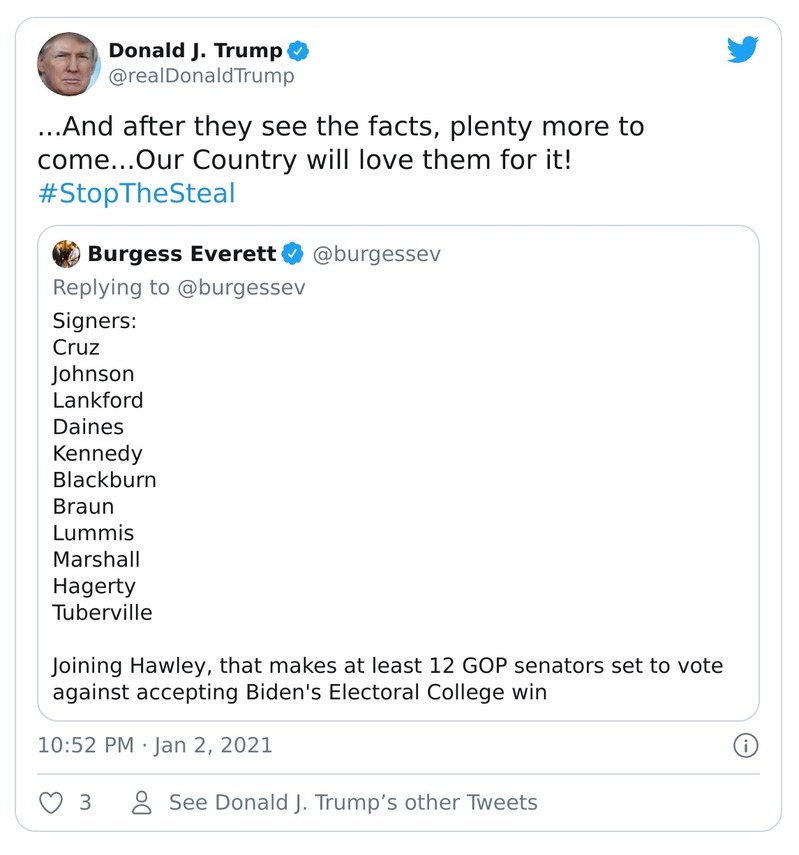 Donald J. Trump
@realDonaldTrump
...And after they see the facts, plenty more to
come...Our Country will love them for it!
#StopTheSteal
Burgess Everett @burgessev
Replying to @burgessev
Signers:
Cruz
Johnson
Lankford
Daines
Kennedy
Blackburn
Braun
Lummis
Marshall
Hagerty
Tuberville
Joining Hawley, that makes at least 12 GOP senators set to vote
against accepting Biden's Electoral College win
10:52 PM · Jan 2, 2021
3 See Donald J. Trump’s other Tweets